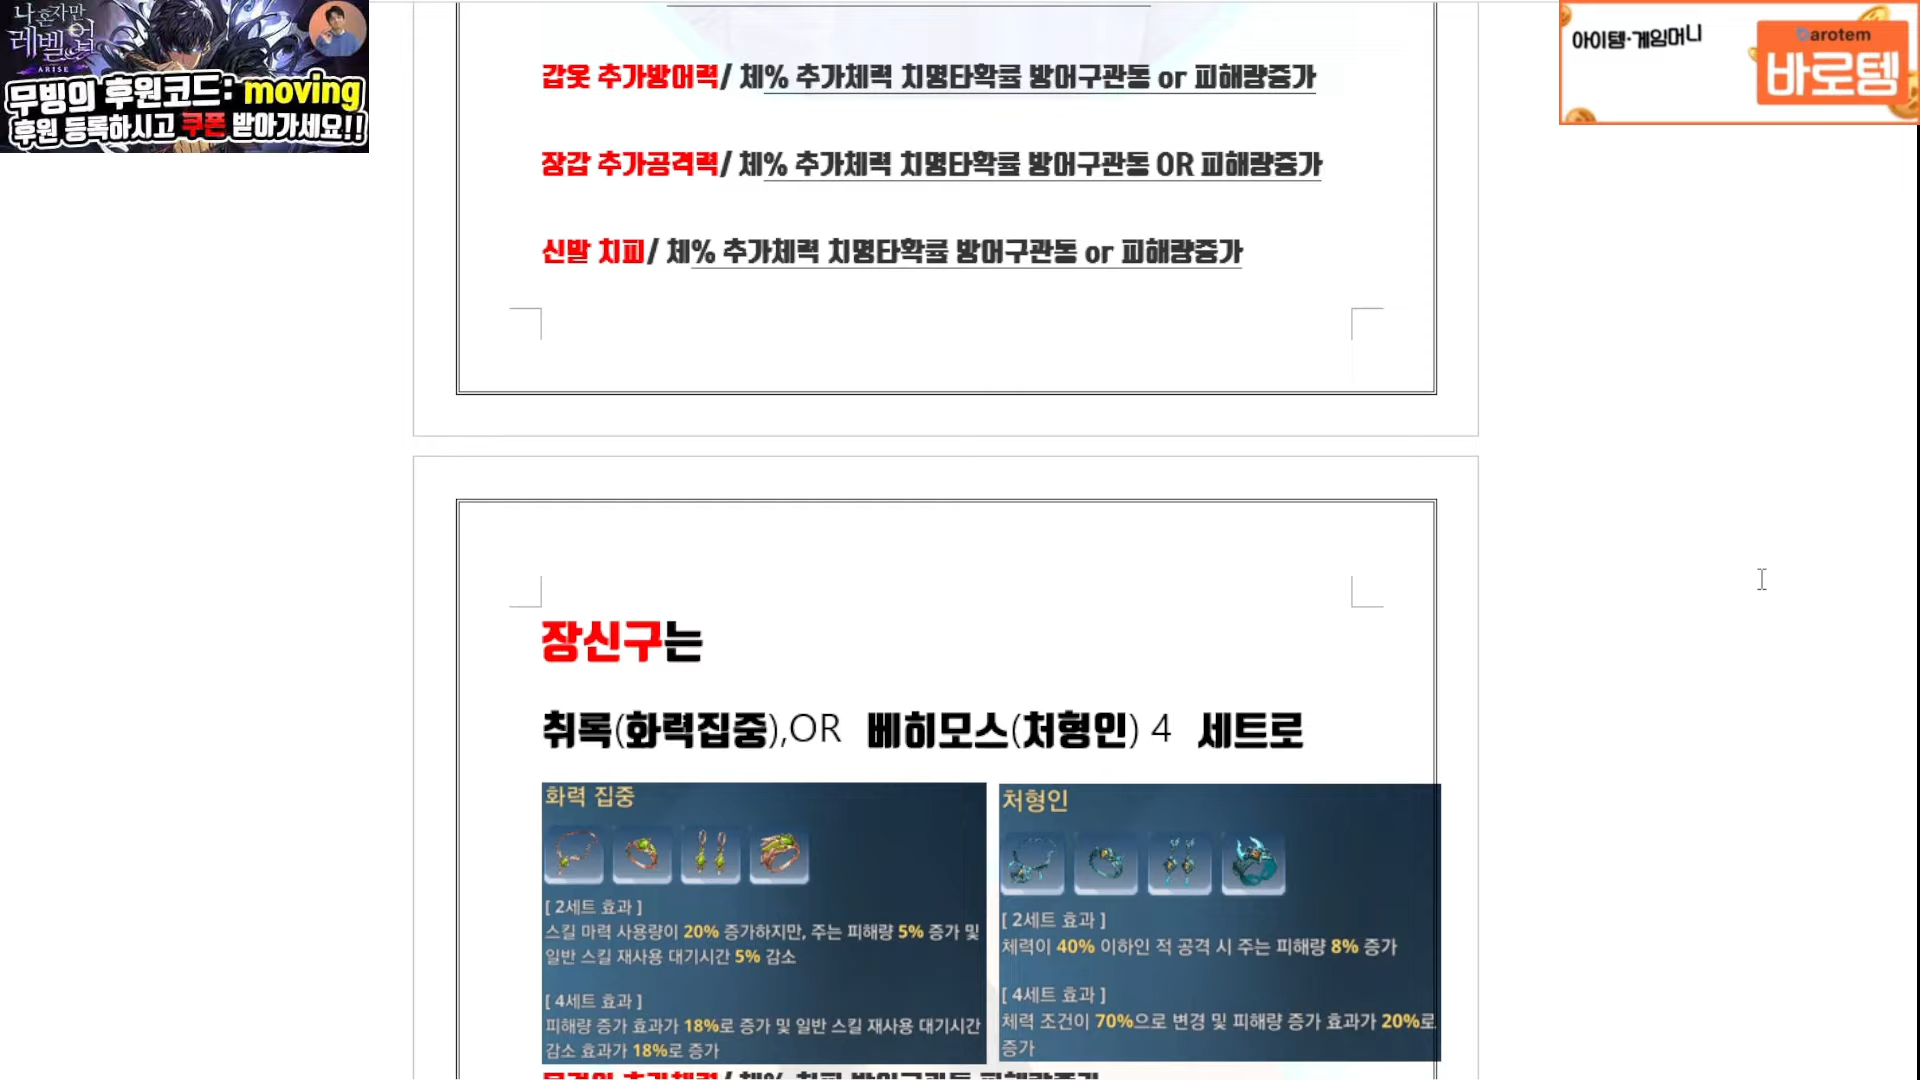 나 혼자만
레벨업
ARISE
무빙의 후원코드: moving
후원 등록하시고 쿠폰 받아가세요!!
아이템·게임머니
Barotem
바로템
갑옷 추가방어력/ 체% 추가체력 치명타확률 방어구관통 or 피해량증가
장갑 추가공격력/ 체% 추가체력 치명타확률 방어구관통 OR 피해량증가
신발 치피/ 체% 추가체력 치명타확률 방어구관통 or 피해량증가
장신구는
취록(화력집중),OR 베히모스(처형인) 4 세트로
화력 집중
[ 2세트 효과 ]
스킬 마력 사용량이 20% 증가하지만, 주는 피해량 5% 증가 및
일반 스킬 재사용 대기시간 5% 감소
[ 4세트 효과 ]
피해량 증가 효과가 18%로 증가 및 일반 스킬 재사용 대기시간
감소 효과가 18%로 증가
처형인
[ 2세트 효과 ]
체력이 40% 이하인 적 공격 시 주는 피해량 8% 증가
[ 4세트 효과 ]
체력 조건이 70%으로 변경 및 피해량 증가 효과가 20%로
증가